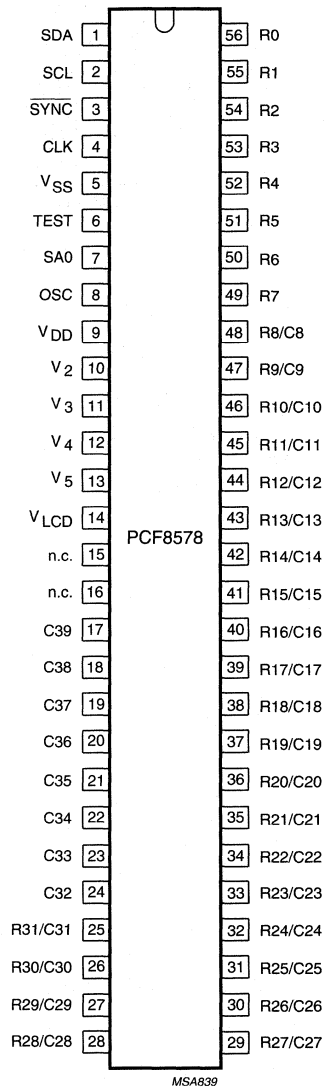 SDA 1 56 R0
SCL 2 55 R1
SYNC 3 54 R2
CLK 4 53 R3
VSS 5 52 R4
TEST 6 51 R5
SA0 7 50 R6
OSC 8 49 R7
VDD 9 48 R8/C8
V2 10 47 R9/C9
V3 11 46 R10/C10
V4 12 45 R11/C11
V5 13 44 R12/C12
VLCD 14 43 R13/C13
PCF8578
n.c. 15 42 R14/C14
n.c. 16 41 R15/C15
C39 17 40 R16/C16
C38 18 39 R17/C17
C37 19 38 R18/C18
C36 20 37 R19/C19
C35 21 36 R20/C20
C34 22 35 R21/C21
C33 23 34 R22/C22
C32 24 33 R23/C23
R31/C31 25 32 R24/C24
R30/C30 26 31 R25/C25
R29/C29 27 30 R26/C26
R28/C28 28 29 R27/C27
MSA839